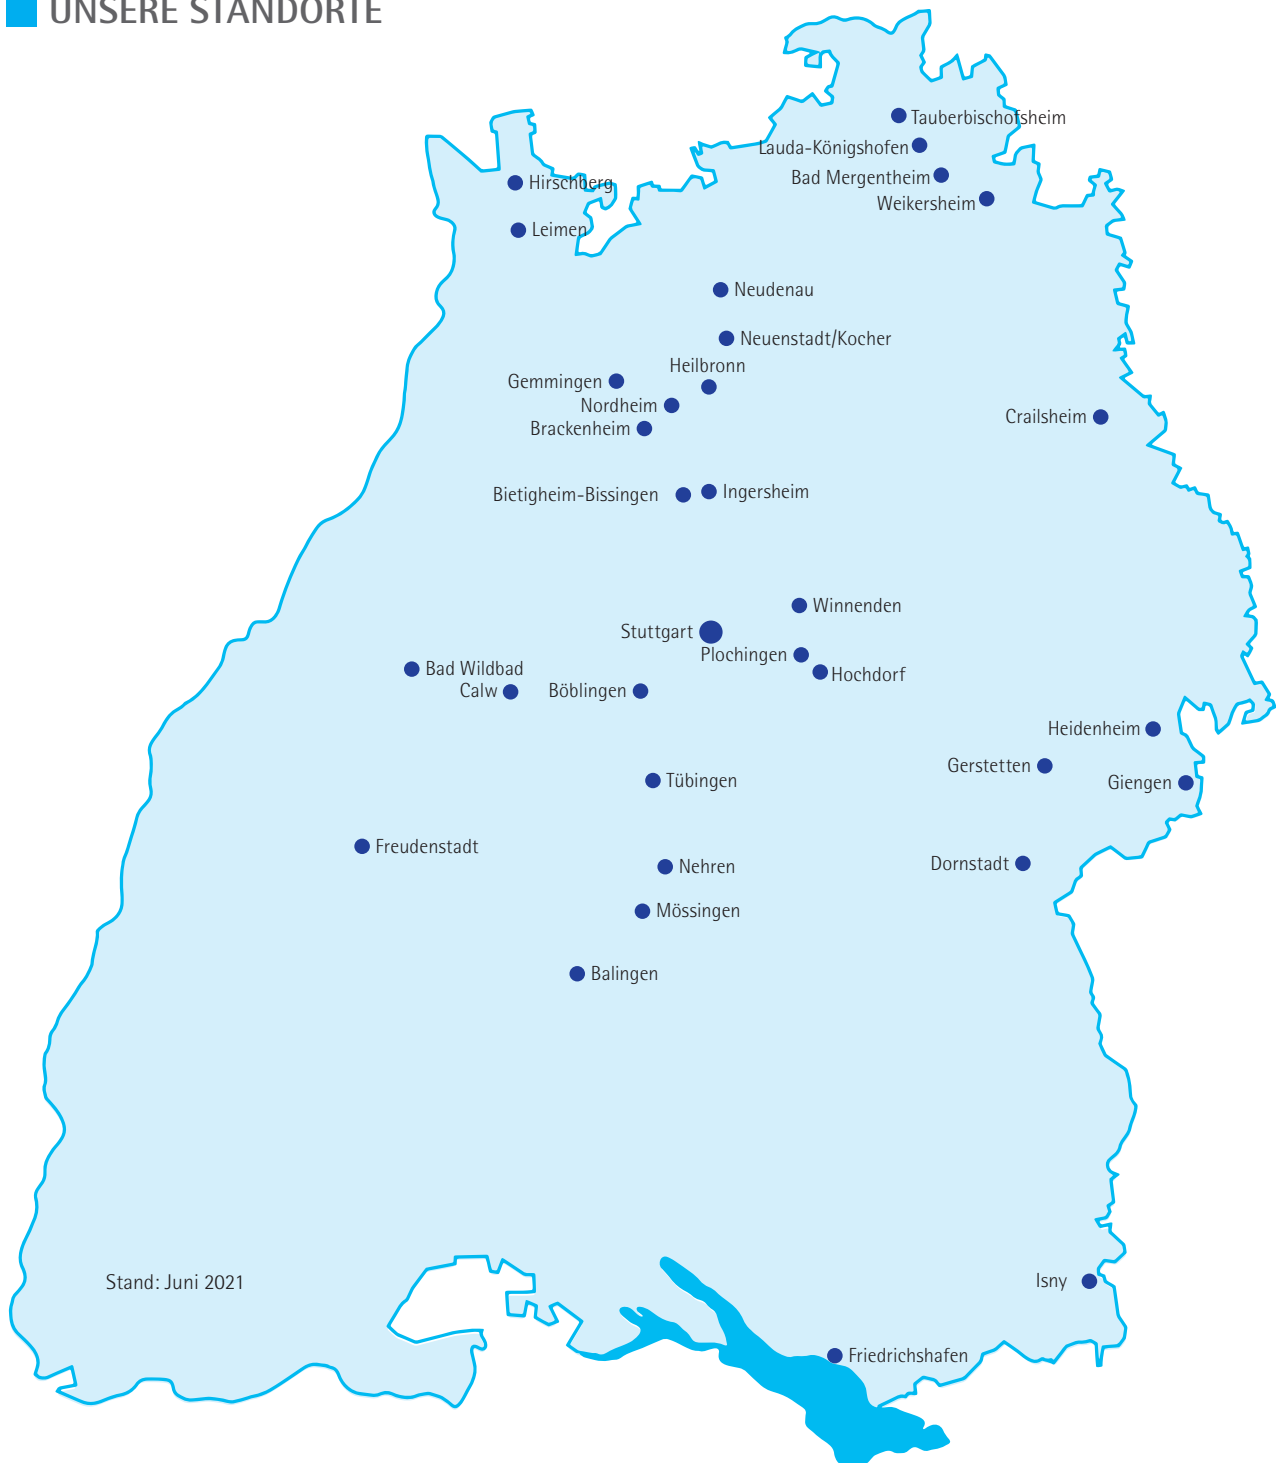 UNSERE STANDORTE
Tauberbischofsheim
Lauda-Königshofen
Bad Mergentheim
Weikersheim
Hirschberg
Leimen
Neudenau
Neuenstadt/Kocher
Heilbronn
Gemmingen
Nordheim
Brackenheim
Crailsheim
Bietigheim-Bissingen
Ingersheim
Winnenden
Stuttgart
Plochingen
Hochdorf
Bad Wildbad
Calw
Böblingen
Heidenheim
Gerstetten
Giengen
Tübingen
Freudenstadt
Nehren
Dornstadt
Mössingen
Balingen
Stand: Juni 2021
Isny
Friedrichshafen